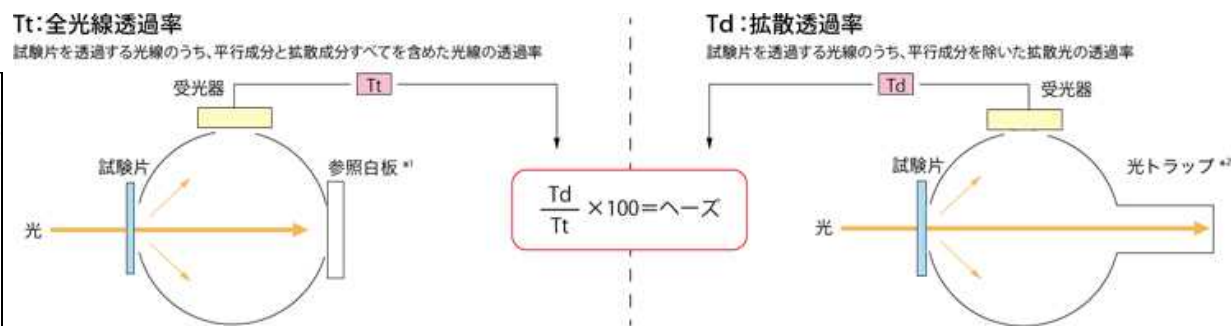 Tt:全光線透過率
試験片を透過する光線のうち、平行成分と拡散成分すべてを含めた光線の透過率
受光器
Tt
試験片
参照白板 *1
光
Td
Tt
×100=ヘーズ
Td:拡散透過率
試験片を透過する光線のうち、平行成分を除いた拡散光の透過率
Td
受光器
試験片
光トラップ *2
光